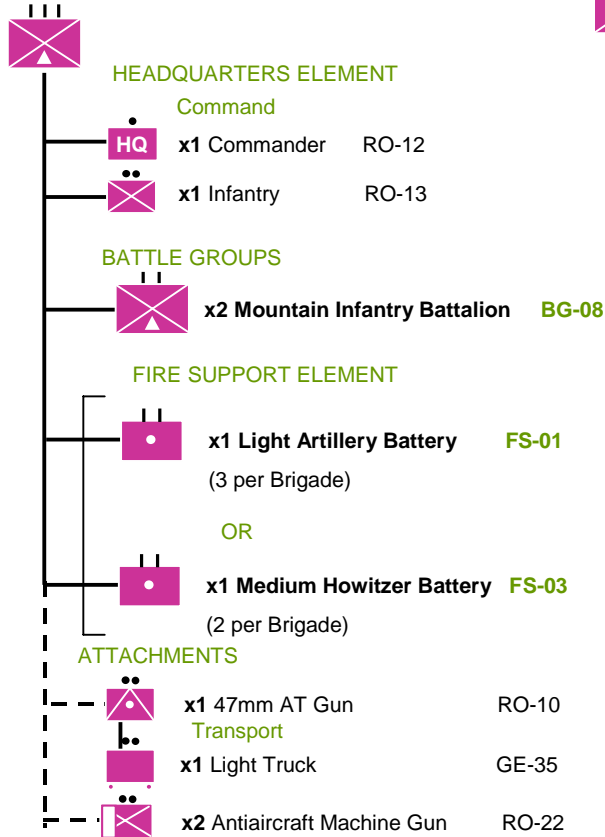 HEADQUARTERS ELEMENT
Command
HQ x1 Commander RO-12
x1 Infantry RO-13
BATTLE GROUPS
x2 Mountain Infantry Battalion BG-08
FIRE SUPPORT ELEMENT
x1 Light Artillery Battery FS-01
(3 per Brigade)
OR
x1 Medium Howitzer Battery FS-03
(2 per Brigade)
ATTACHMENTS
x1 47mm AT Gun RO-10
Transport
x1 Light Truck GE-35
x2 Antiaircraft Machine Gun RO-22